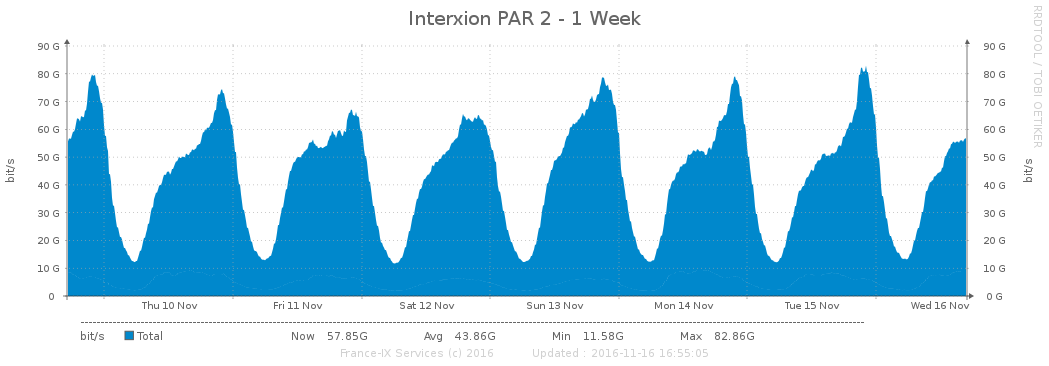 Interxion PAR 2 - 1 Week
RRDTOOL / TOBI OETIKER
90 G 90 G
80 G 80 G
70 G 70 G
60 G 60 G
50 G 50 G
40 G 40 G
30 G 30 G
20 G 20 G
10 G 10 G
0 0 G
bit/s bit/s
Thu 10 Nov Fri 11 Nov Sat 12 Nov Sun 13 Nov Mon 14 Nov Tue 15 Nov Wed 16 Nov
bit/s Total Now 57.85G Avg 43.86G Min 11.58G Max 82.86G
France-IX Services (c) 2016 Updated : 2016-11-16 16:55:05